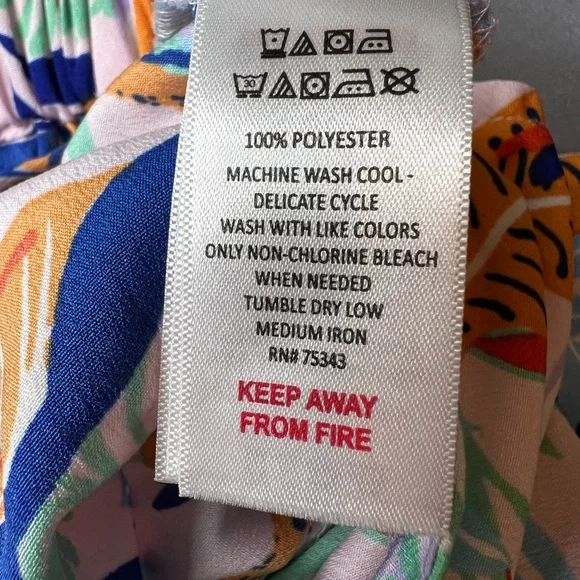 30
100% POLYESTER
MACHINE WASH COOL -
DELICATE CYCLE
WASH WITH LIKE COLORS
ONLY NON-CHLORINE BLEACH
WHEN NEEDED
TUMBLE DRY LOW
MEDIUM IRON
RN# 75343
KEEP AWAY
FROM FIRE